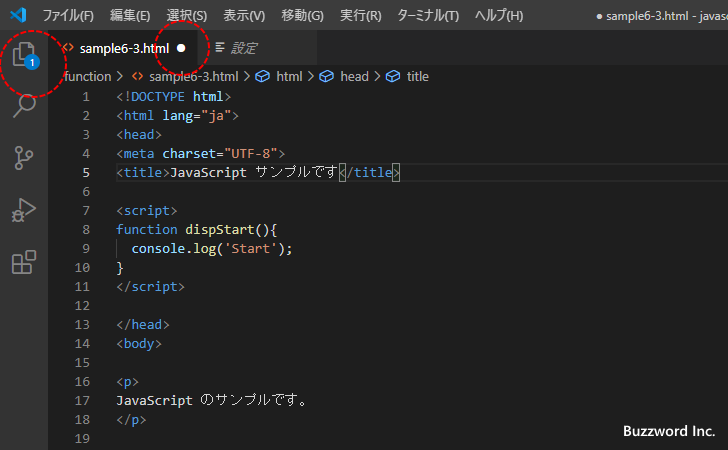 ファイル(F) 編集(E) 選択(S) 表示(V) 移動(G) 実行(R) ターミナル(T) ヘルプ(H) ● sample6-3.html - javasc
<> sample6-3.html ● 設定
1
function > <> sample6-3.html > html > head > title
1 <!DOCTYPE html>
2 <html lang="ja">
3 <head>
4 <meta charset="UTF-8">
5 <title>JavaScript サンプルです</title>
6
7 <script>
8 function dispStart(){
9 console.log('Start');
10 }
11 </script>
12
13 </head>
14 <body>
15
16 <p>
17 JavaScript のサンプルです。
18 </p>
19
Buzzword Inc.